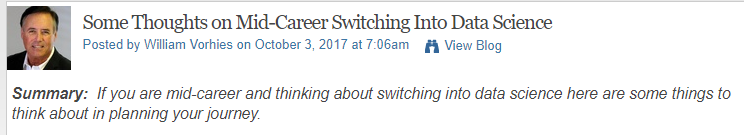 Some Thoughts on Mid-Career Switching Into Data Science
Posted by William Vorhies on October 3, 2017 at 7:06am View Blog
Summary: If you are mid-career and thinking about switching into data science here are some things to
think about in planning your journey.